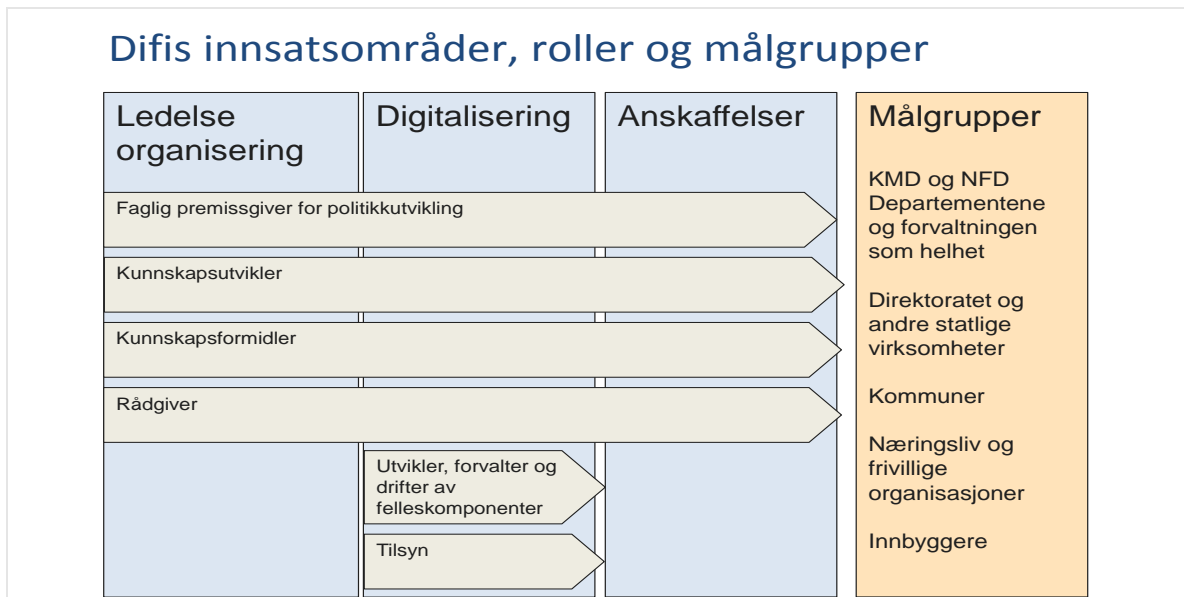 Difis innsatsområder, roller og målgrupper
Ledelse
organisering
Digitalisering
Anskaffelser
Målgrupper
Faglig premissgiver for politikkutvikling
Kunnskapsutvikler
Kunnskapsformidler
Rådgiver
Utvikler, forvalter og
drifter av
felleskomponenter
Tilsyn
KMD og NFD
Departementene
og forvaltningen
som helhet
Direktoratet og
andre statlige
virksomheter
Kommuner
Næringsliv og
frivillige
organisasjoner
Innbyggere